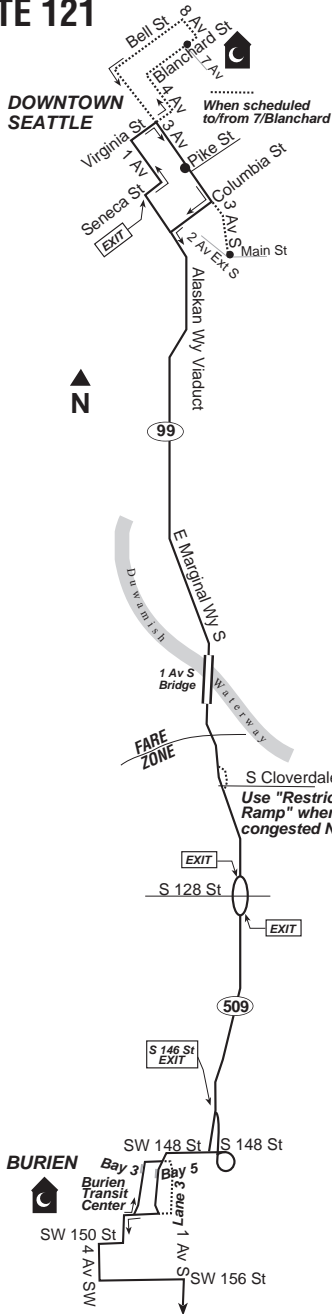 TE 121
8 Av
Bell St
Blanchard St
7 Av
4 Av
DOWNTOWN
SEATTLE
When scheduled
to/from 7/Blanchard
Virginia St
3 Av
1 Av
Pike St
Columbia St
Seneca St
EXIT
3 Av S
2 Av Ext S
Main St
Alaskan Wy Viaduct
N
99
E Marginal Wy S
Duwamish
Waterway
1 Av S
Bridge
FARE
ZONE
S Cloverdale
Use "Restric
Ramp" when
congested N
EXIT
S 128 St
EXIT
509
S 146 St
EXIT
SW 148 St
S 148 St
BURIEN
Bay 3
Bay 5
Burien
Transit
Center
Lane 3
SW 150 St
4 Av SW
1 Av S
SW 156 St